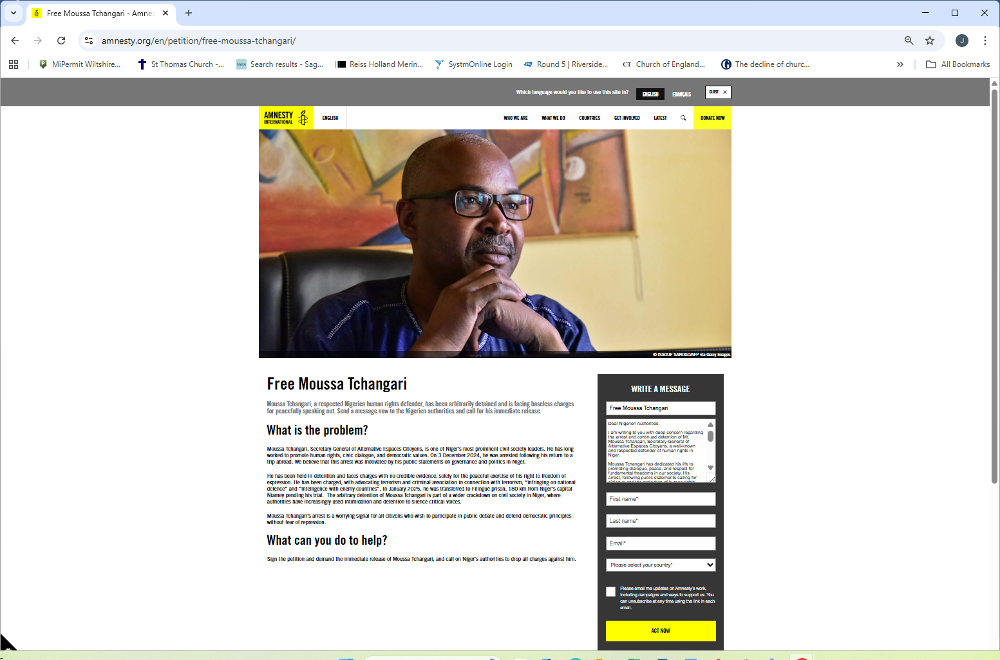 Free Moussa Tchangari - Amnes
amnesty.org/en/petition/free-moussa-tchangari/
J
MiPermit Wiltshire...
St Thomas Church -...
SAGA
Search results - Sag...
Reiss Holland Merin...
SystmOnline Login
LTA
Round 5 | Riverside...
CT
Church of England...
The decline of churc...
All Bookmarks
Which language would you like to use this site in?
ENGLISH
FRANÇAIS
CLOSE
AMNESTY
INTERNATIONAL
ENGLISH
WHO WE ARE
WHAT WE DO
COUNTRIES
GET INVOLVED
LATEST
DONATE NOW
© ISSOUF SANOGO/AFP via Getty Images
Free Moussa Tchangari
Moussa Tchangari, a respected Nigerien human rights defender, has been arbitrarily detained and is facing baseless charges
for peacefully speaking out. Send a message now to the Nigerien authorities and call for his immediate release.
What is the problem?
Moussa Tchangari, Secretary-General of Alternative Espaces Citoyens, is one of Niger's most prominent civil society leaders. He has long
worked to promote human rights, civic dialogue, and democratic values. On 3 December 2024, he was arrested following his return to a
trip abroad. We believe that this arrest was motivated by his public statements on governance and politics in Niger.
He has been held in detention and faces charges with no credible evidence, solely for the peaceful exercise of his right to freedom of
expression. He has been charged, with advocating terrorism and criminal association in connection with terrorism, “infringing on national
defence” and “intelligence with enemy countries”. In January 2025, he was transferred to Filingué prison, 180 km from Niger's capital
Niamey pending his trial. The arbitrary detention of Moussa Tchangari is part of a wider crackdown on civil society in Niger, where
authorities have increasingly used intimidation and detention to silence critical voices.
Moussa Tchangari's arrest is a worrying signal for all citizens who wish to participate in public debate and defend democratic principles
without fear of repression.
What can you do to help?
Sign the petition and demand the immediate release of Moussa Tchangari, and call on Niger's authorities to drop all charges against him.
WRITE A MESSAGE
Free Moussa Tchangari
Dear Nigerien Authorities,
I am writing to you with deep concern regarding
the arrest and continued detention of Mr.
Moussa Tchangari, Secretary-General of
Alternative Espaces Citoyens, a well-known
and respected defender of human rights in
Niger.
Moussa Tchangari has dedicated his life to
promoting dialogue, peace, and respect for
fundamental freedoms in our society. His
arrest, following public statements calling for
dialogue and the protection of human rights
First name*
Last name*
Email*
Please select your country*
Please email me updates on Amnesty's work,
including campaigns and ways to support us. You
can unsubscribe at any time using the link in each
email.
ACT NOW